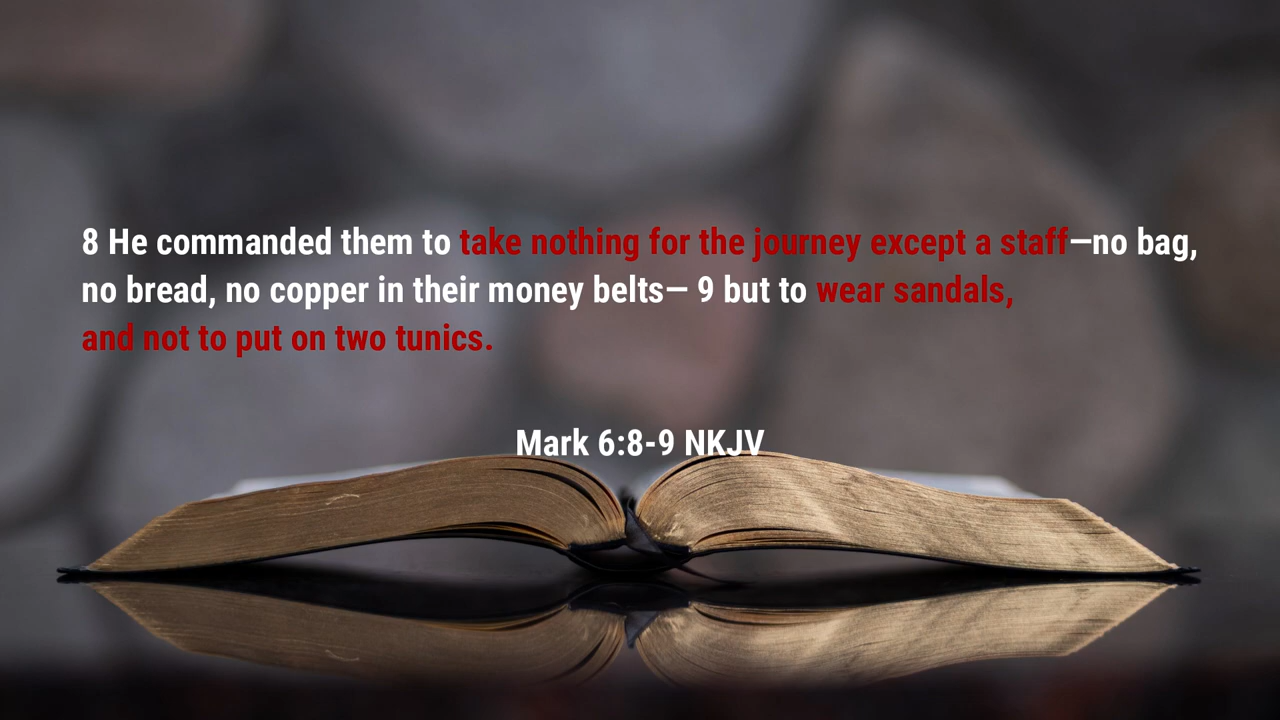 8 He commanded them to take nothing for the journey except a staff—no bag,
no bread, no copper in their money belts— 9 but to wear sandals,
and not to put on two tunics.
Mark 6:8-9 NKJV